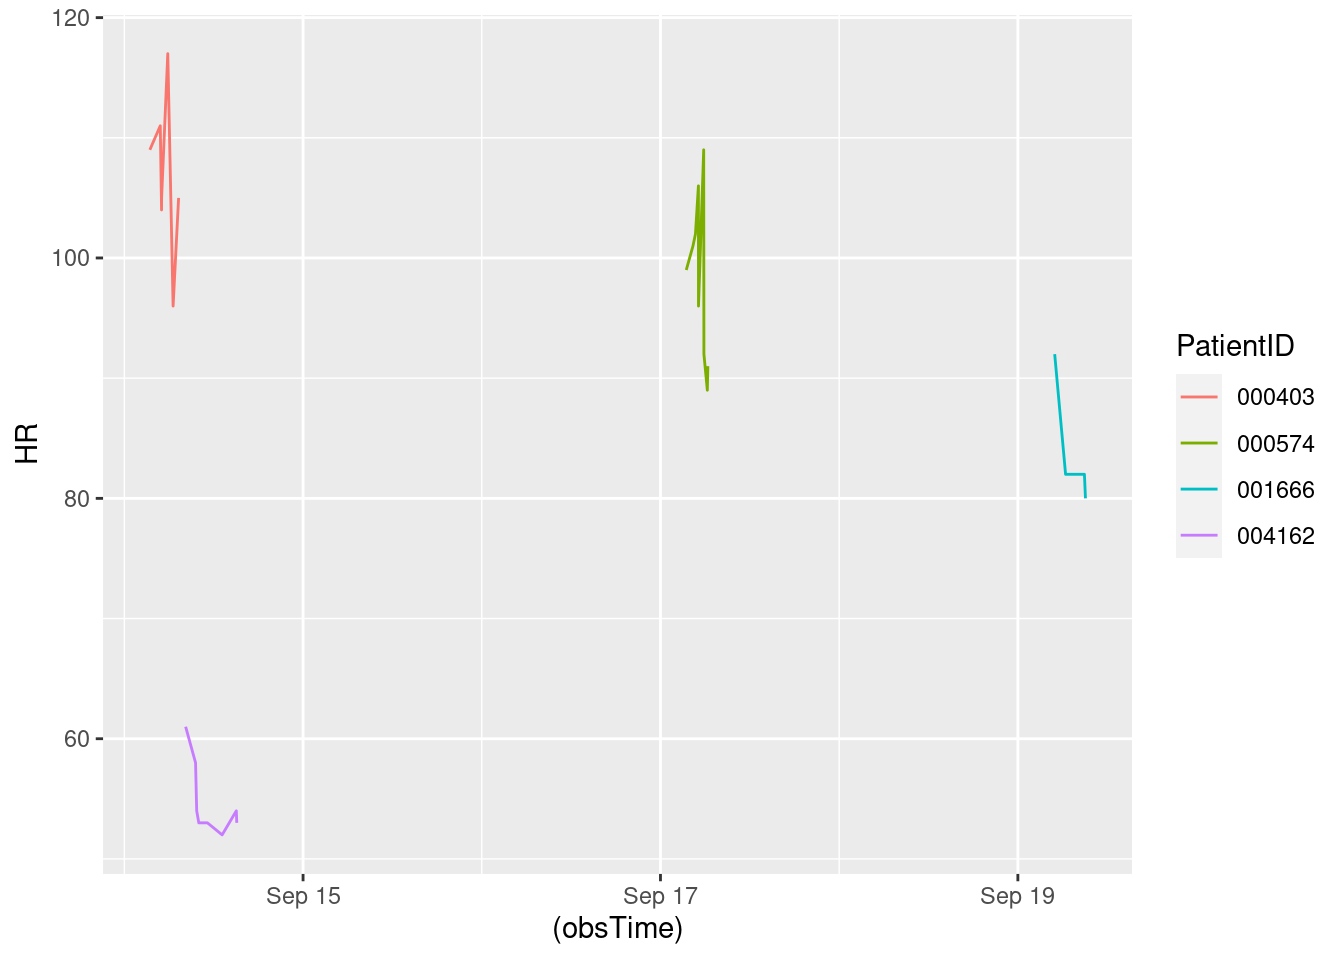 120
100
80
60
HR
Sep 15
Sep 17
Sep 19
(obsTime)
PatientID
000403
000574
001666
004162